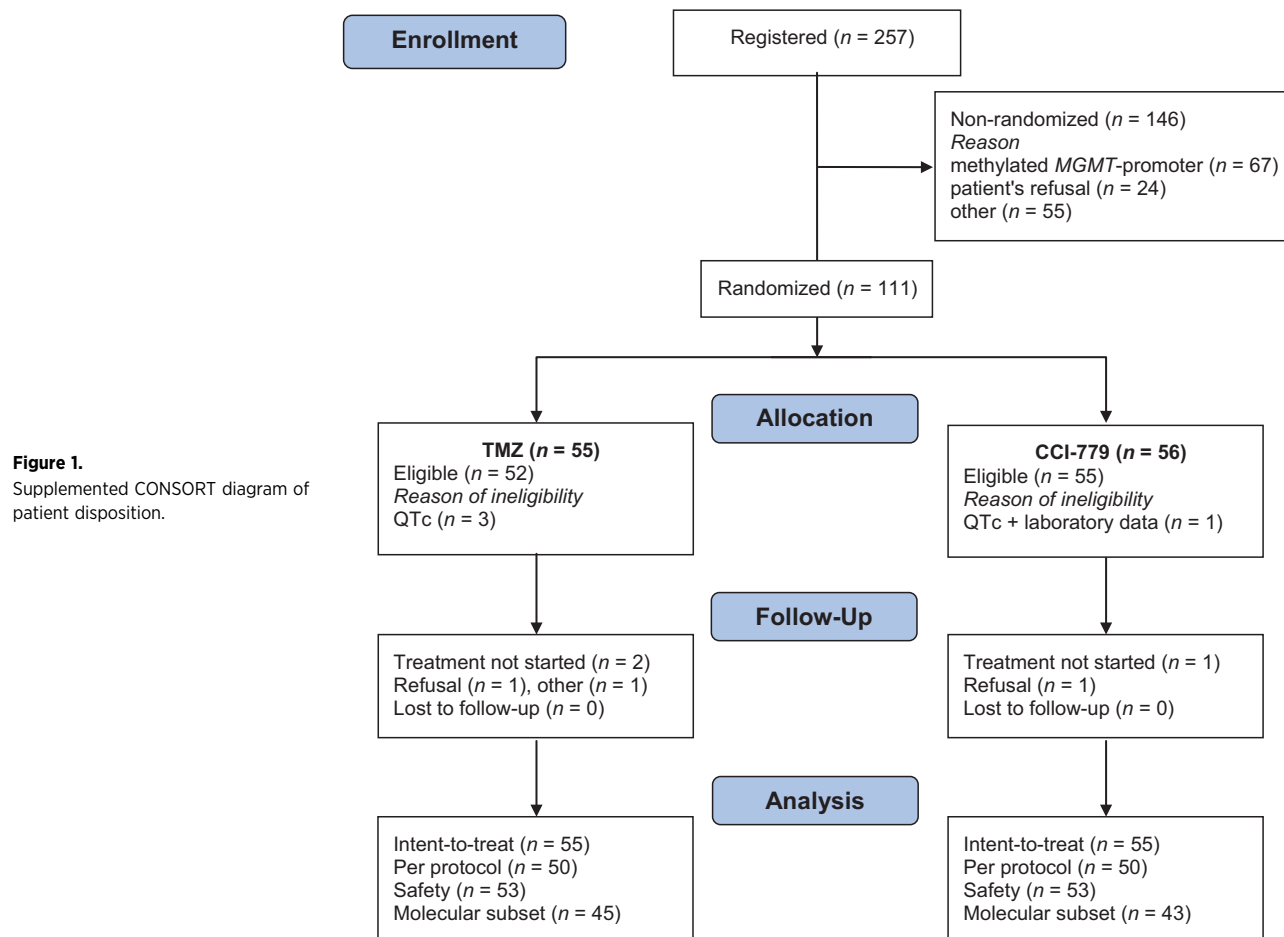 Enrollment
Registered (n = 257)
Non-randomized (n = 146)
Reason
methylated MGMT-promoter (n = 67)
patient's refusal (n = 24)
other (n = 55)
Randomized (n = 111)
Allocation
TMZ (n = 55)
Eligible (n = 52)
Reason of ineligibility
QTc (n = 3)
CCI-779 (n = 56)
Eligible (n = 55)
Reason of ineligibility
QTc + laboratory data (n = 1)
Figure 1.
Supplemented CONSORT diagram of
patient disposition.
Follow-Up
Treatment not started (n = 2)
Refusal (n = 1), other (n = 1)
Lost to follow-up (n = 0)
Treatment not started (n = 1)
Refusal (n = 1)
Lost to follow-up (n = 0)
Analysis
Intent-to-treat (n = 55)
Per protocol (n = 50)
Safety (n = 53)
Molecular subset (n = 45)
Intent-to-treat (n = 55)
Per protocol (n = 50)
Safety (n = 53)
Molecular subset (n = 43)